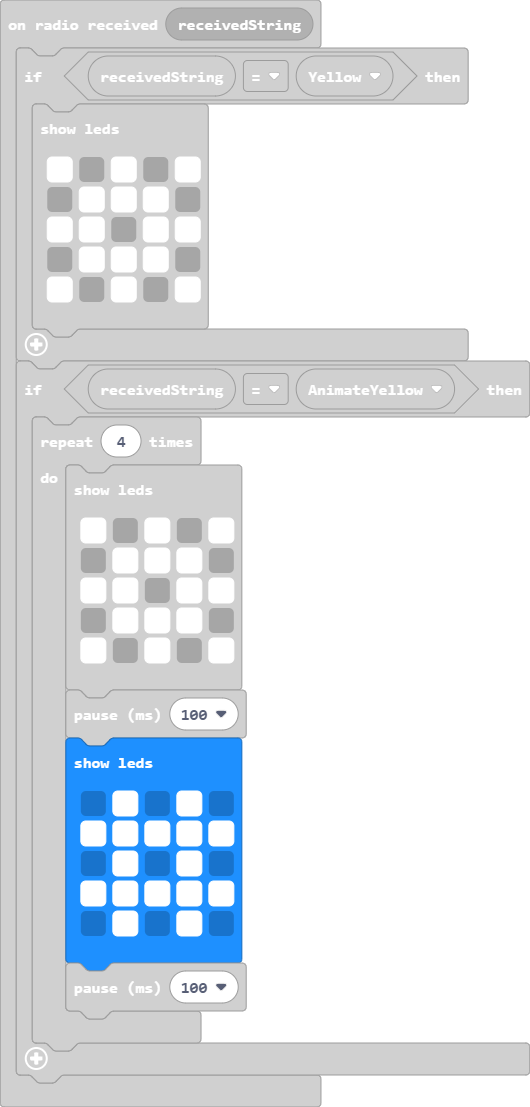 on radio received receivedString
if receivedString = Yellow then
show leds
if receivedString = AnimateYellow then
repeat 4 times
do
show leds
pause (ms) 100
show leds
pause (ms) 100